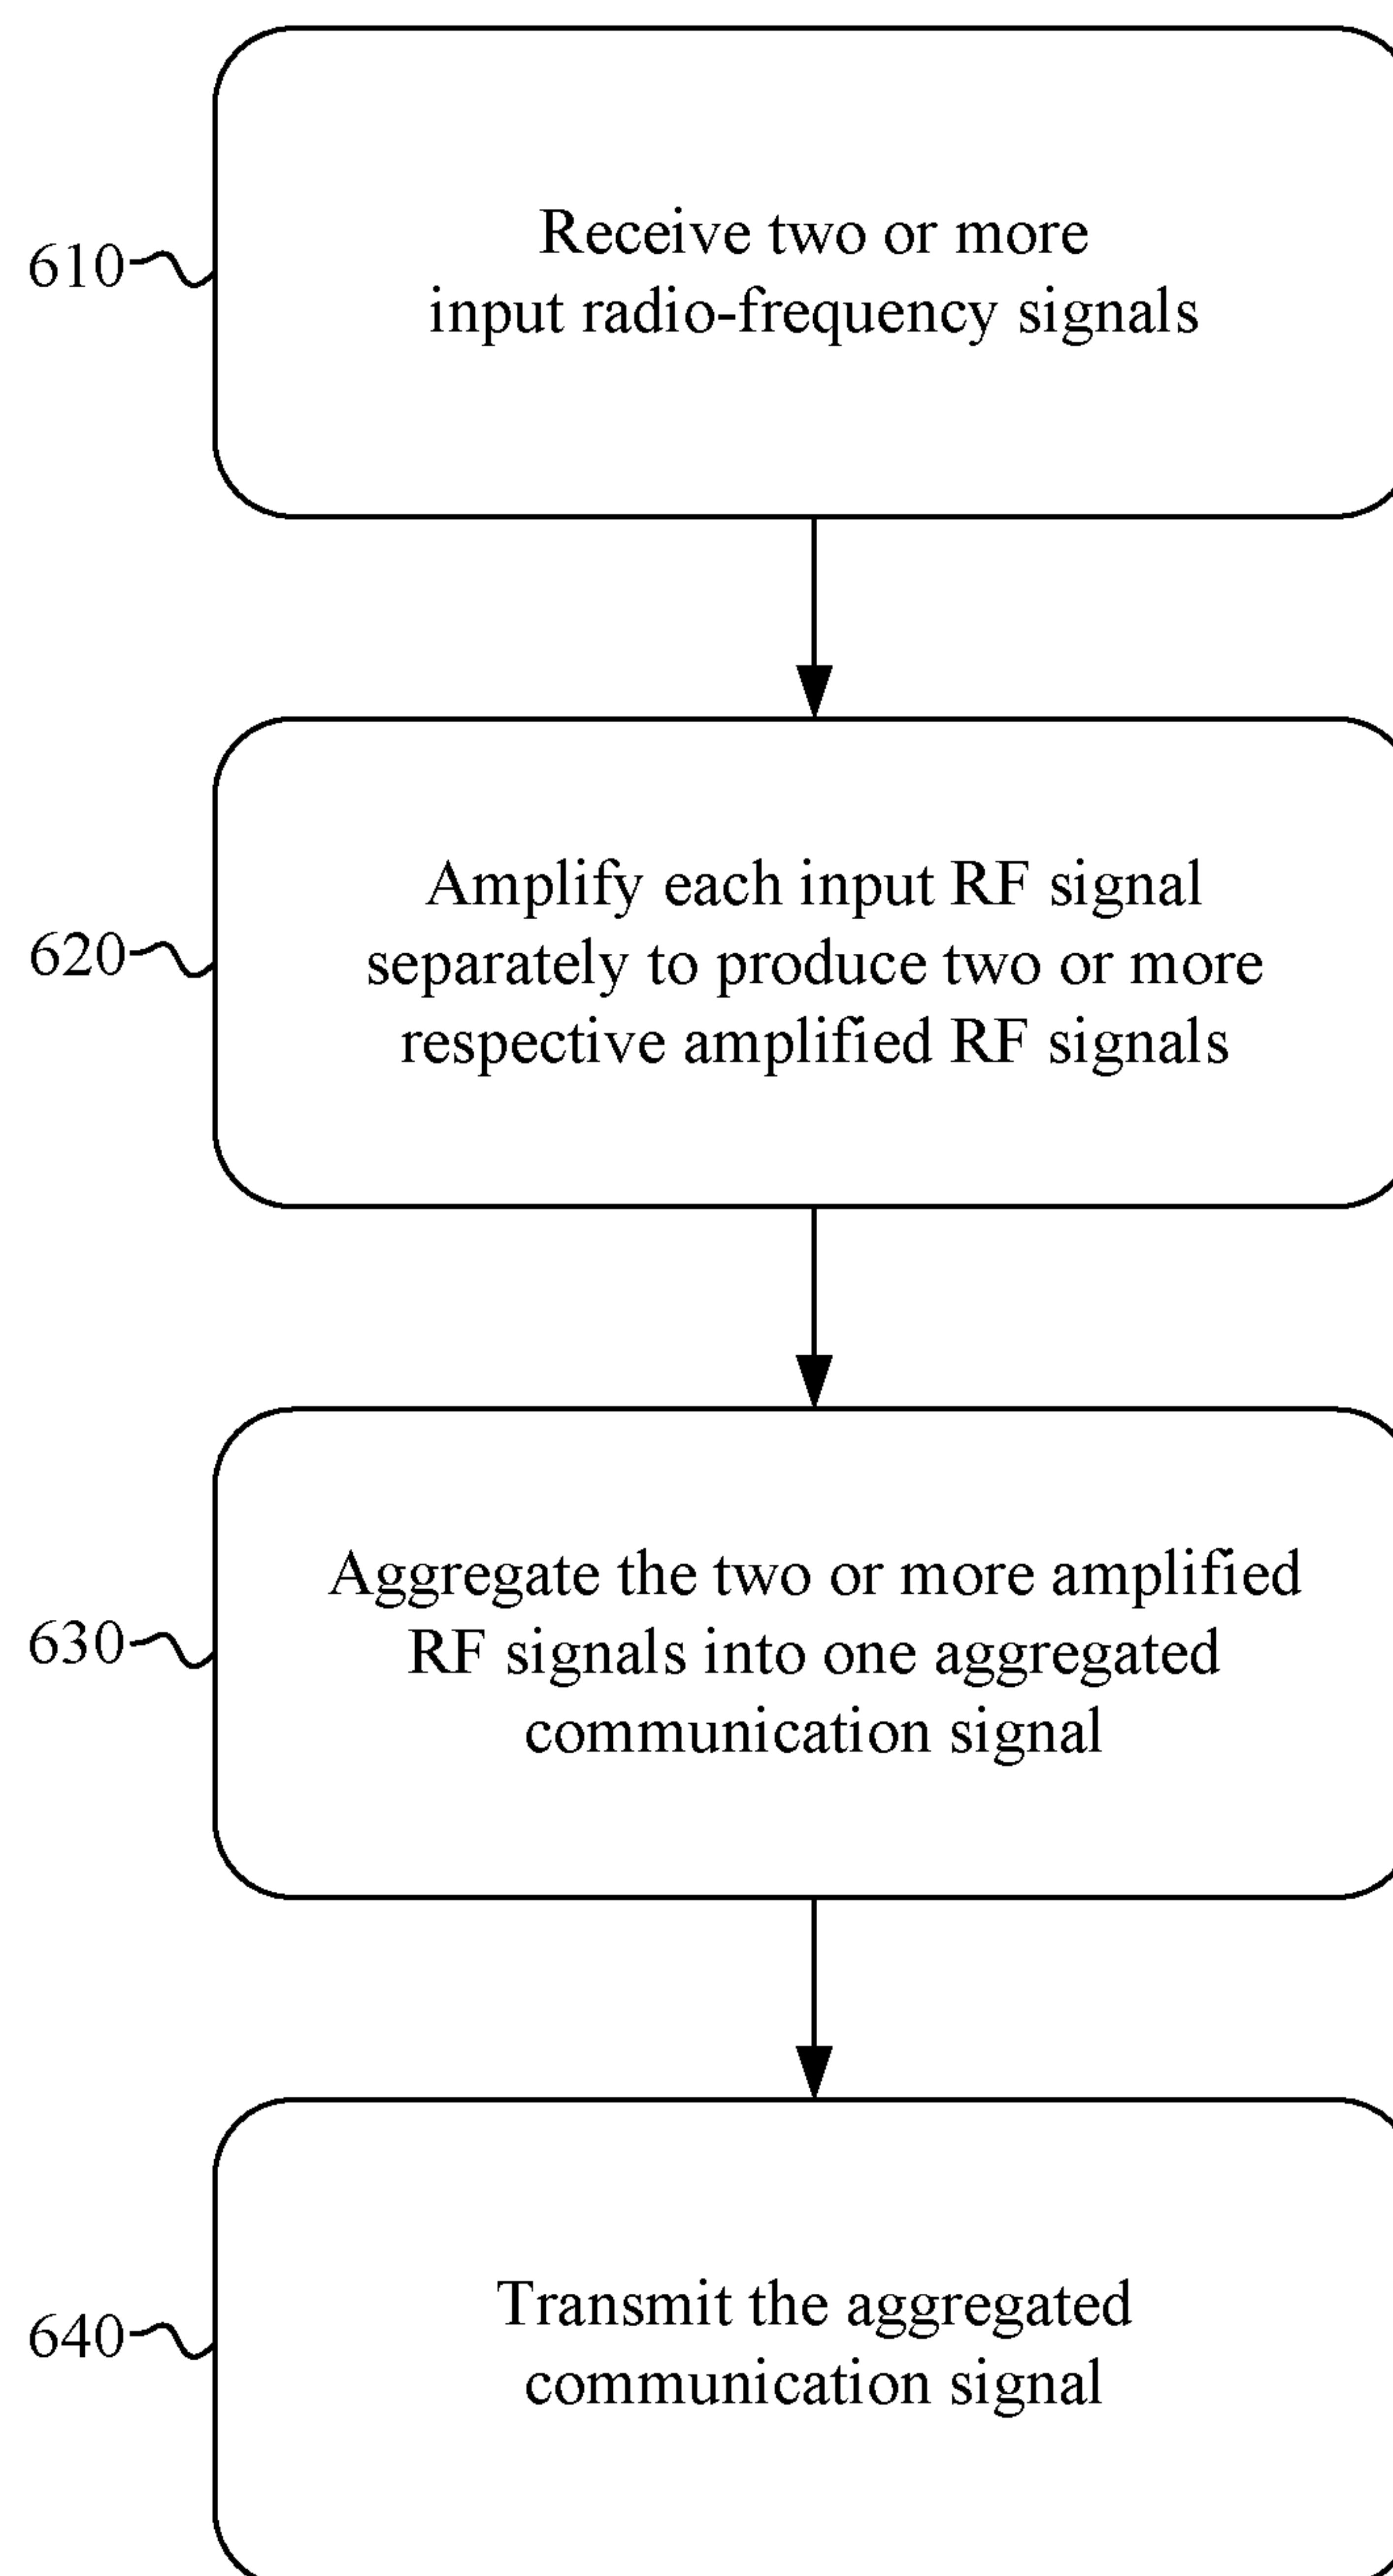 610
Receive two or more
input radio-frequency signals
620
Amplify each input RF signal
separately to produce two or more
respective amplified RF signals
630
Aggregate the two or more amplified
RF signals into one aggregated
communication signal
640
Transmit the aggregated
communication signal